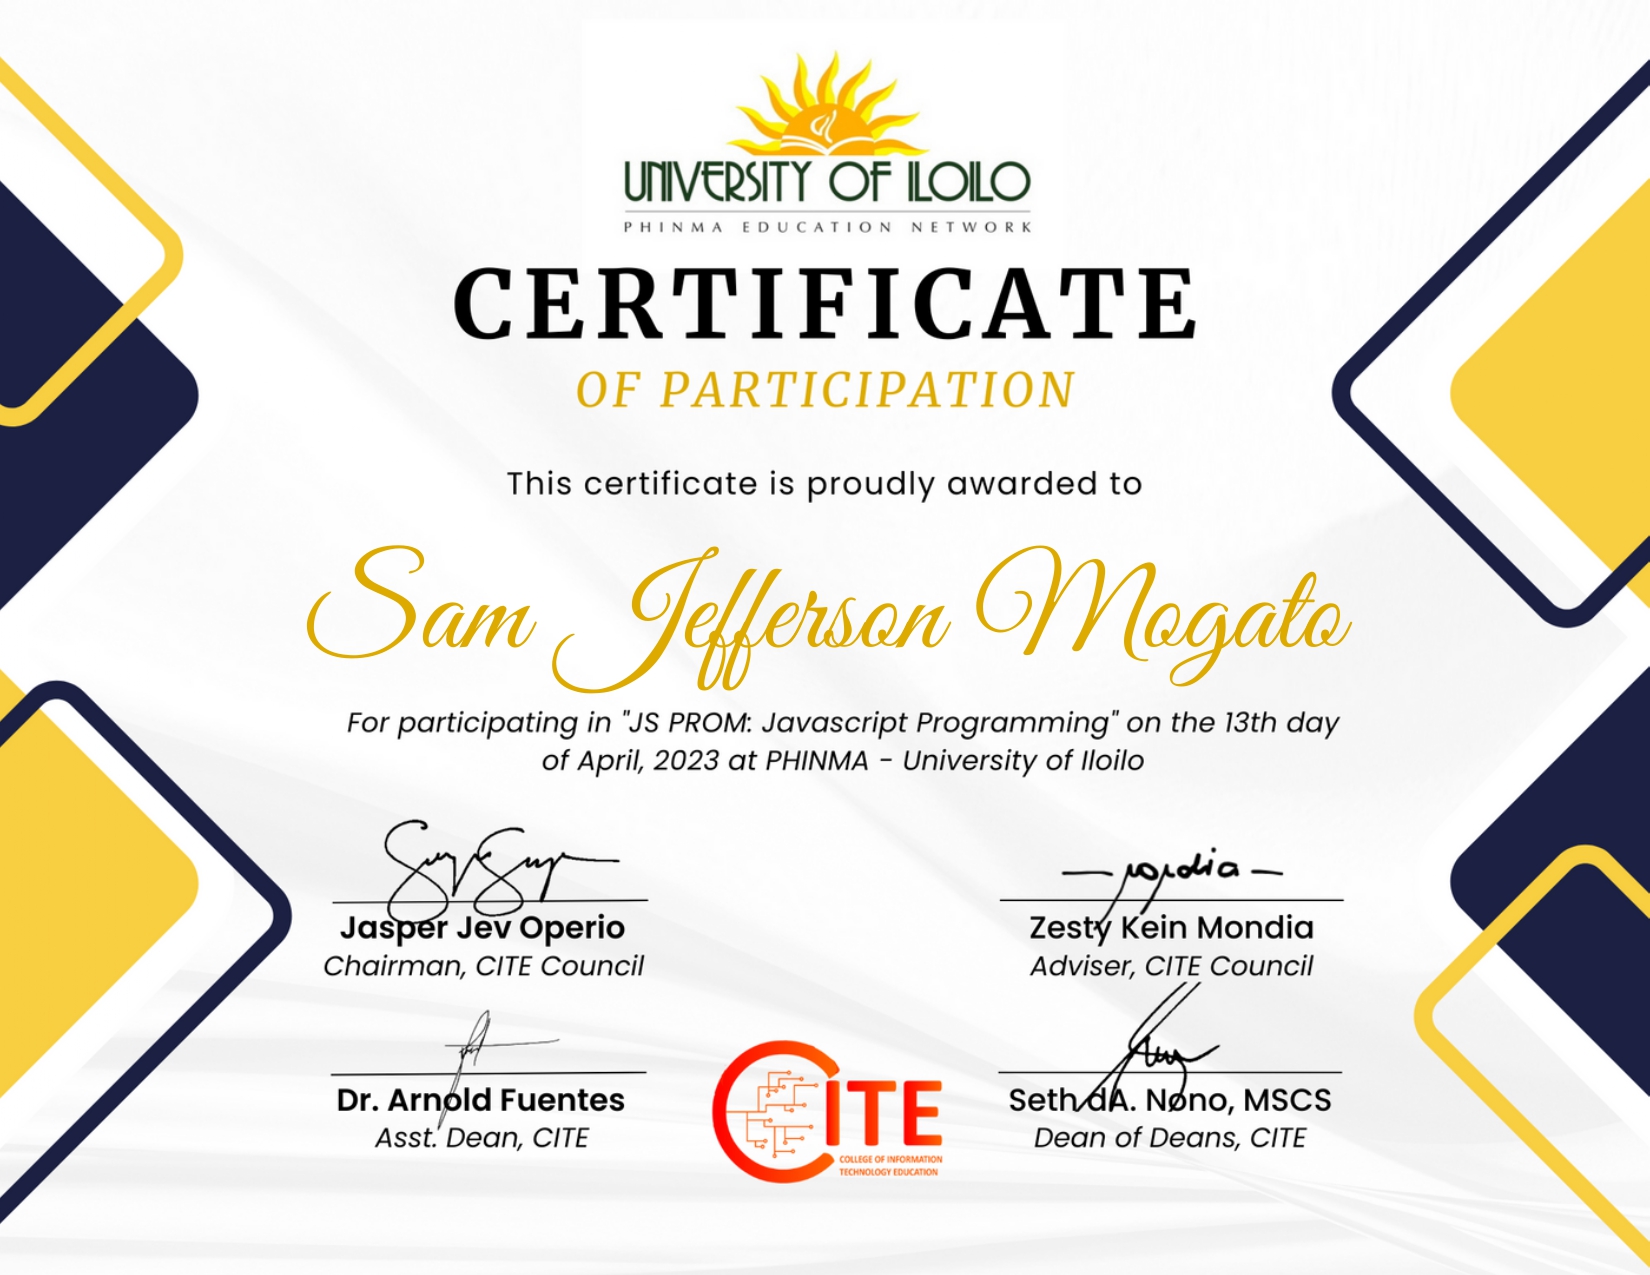 UNIVERSITY OF ILOILO
PHINMA EDUCATION NETWORK
CERTIFICATE
OF PARTICIPATION
This certificate is proudly awarded to
Sam Jefferson Mogato
For participating in "JS PROM: Javascript Programming" on the 13th day
of April, 2023 at PHINMA - University of Iloilo
Jasper Jev Operio
Chairman, CITE Council
Zesty Kein Mondia
Adviser, CITE Council
Dr. Arnold Fuentes
Asst. Dean, CITE
Seth dA. Nono, MSCS
Dean of Deans, CITE
CITE
COLLEGE OF INFORMATION
TECHNOLOGY EDUCATION